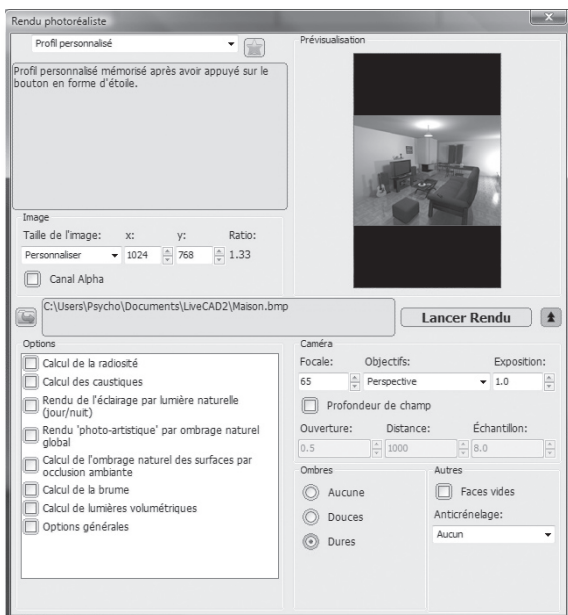 Rendu photoréaliste
Profil personnalisé
Profil personnalisé mémorisé après avoir appuyé sur le
bouton en forme d'étoile.
Prévisualisation
Image
Taille de l'image: x: y: Ratio:
Personnaliser 1024 768 1.33
Canal Alpha
C:\Users\Psycho\Documents\LiveCAD2\Maison.bmp
Lancer Rendu
Options
Calcul de la radiosité
Calcul des caustiques
Rendu de l'éclairage par lumière naturelle
(jour/nuit)
Rendu 'photo-artistique' par ombrage naturel
global
Calcul de l'ombrage naturel des surfaces par
occlusion ambiante
Calcul de la brume
Calcul de lumières volumétriques
Options générales
Caméra
Focale: Objectifs: Exposition:
65 Perspective 1.0
Profondeur de champ
Ouverture: Distance: Échantillon:
0.5 1000 8.0
Ombres
Aucune
Douces
Dures
Autres
Faces vides
Anticrénelage:
Aucun